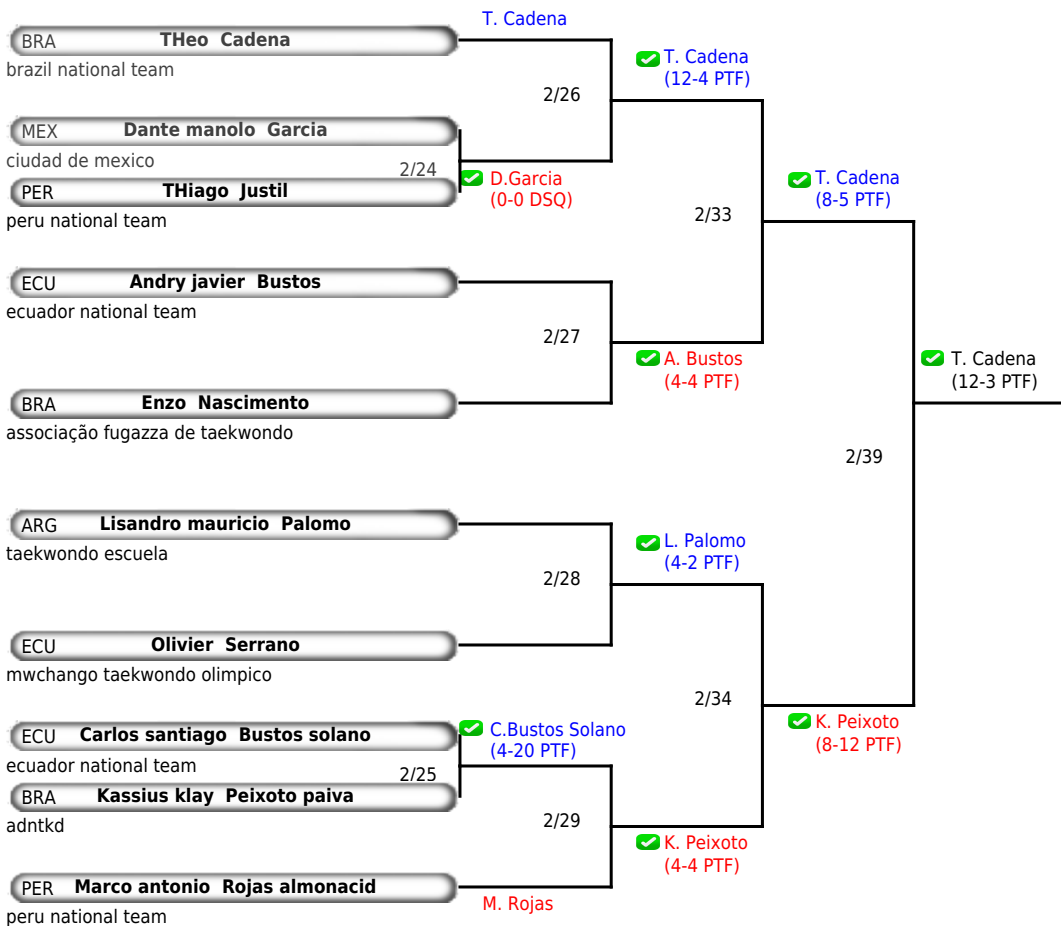 T. Cadena
BRA THeo Cadena
brazil national team
T. Cadena
(12-4 PTF)
2/26
MEX Dante manolo Garcia
ciudad de mexico
2/24
D.Garcia
(0-0 DSQ)
PER THiago Justil
peru national team
T. Cadena
(8-5 PTF)
2/33
ECU Andry javier Bustos
ecuador national team
2/27
A. Bustos
(4-4 PTF)
T. Cadena
(12-3 PTF)
BRA Enzo Nascimento
associação fugazza de taekwondo
2/39
ARG Lisandro mauricio Palomo
taekwondo escuela
L. Palomo
(4-2 PTF)
2/28
ECU Olivier Serrano
mwchango taekwondo olimpico
2/34
K. Peixoto
(8-12 PTF)
ECU Carlos santiago Bustos solano
ecuador national team
C.Bustos Solano
(4-20 PTF)
2/25
BRA Kassius klay Peixoto paiva
adntkd
2/29
K. Peixoto
(4-4 PTF)
PER Marco antonio Rojas almonacid
peru national team
M. Rojas